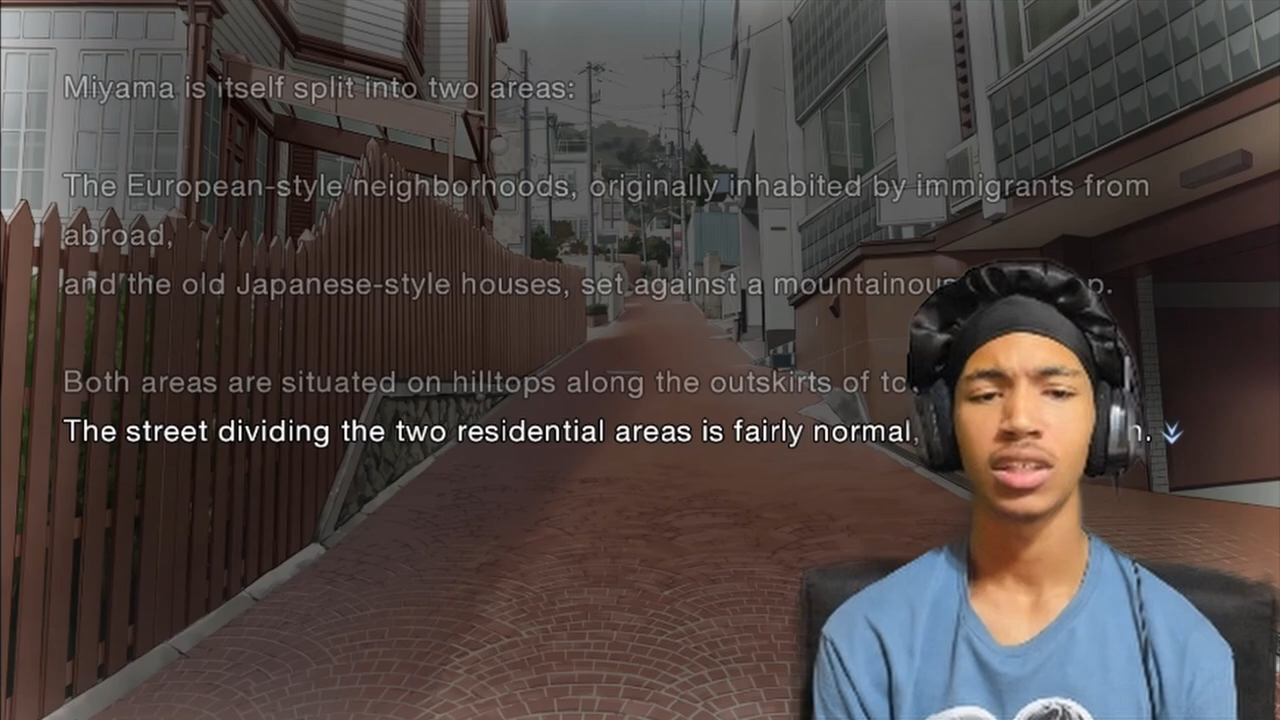 Miyama is itself split into two areas:
The European-style neighborhoods, originally inhabited by immigrants from
abroad,
and the old Japanese-style houses, set against a mountainous
Both areas are situated on hilltops along the outskirts of
The street dividing the two residential areas is fairly normal,